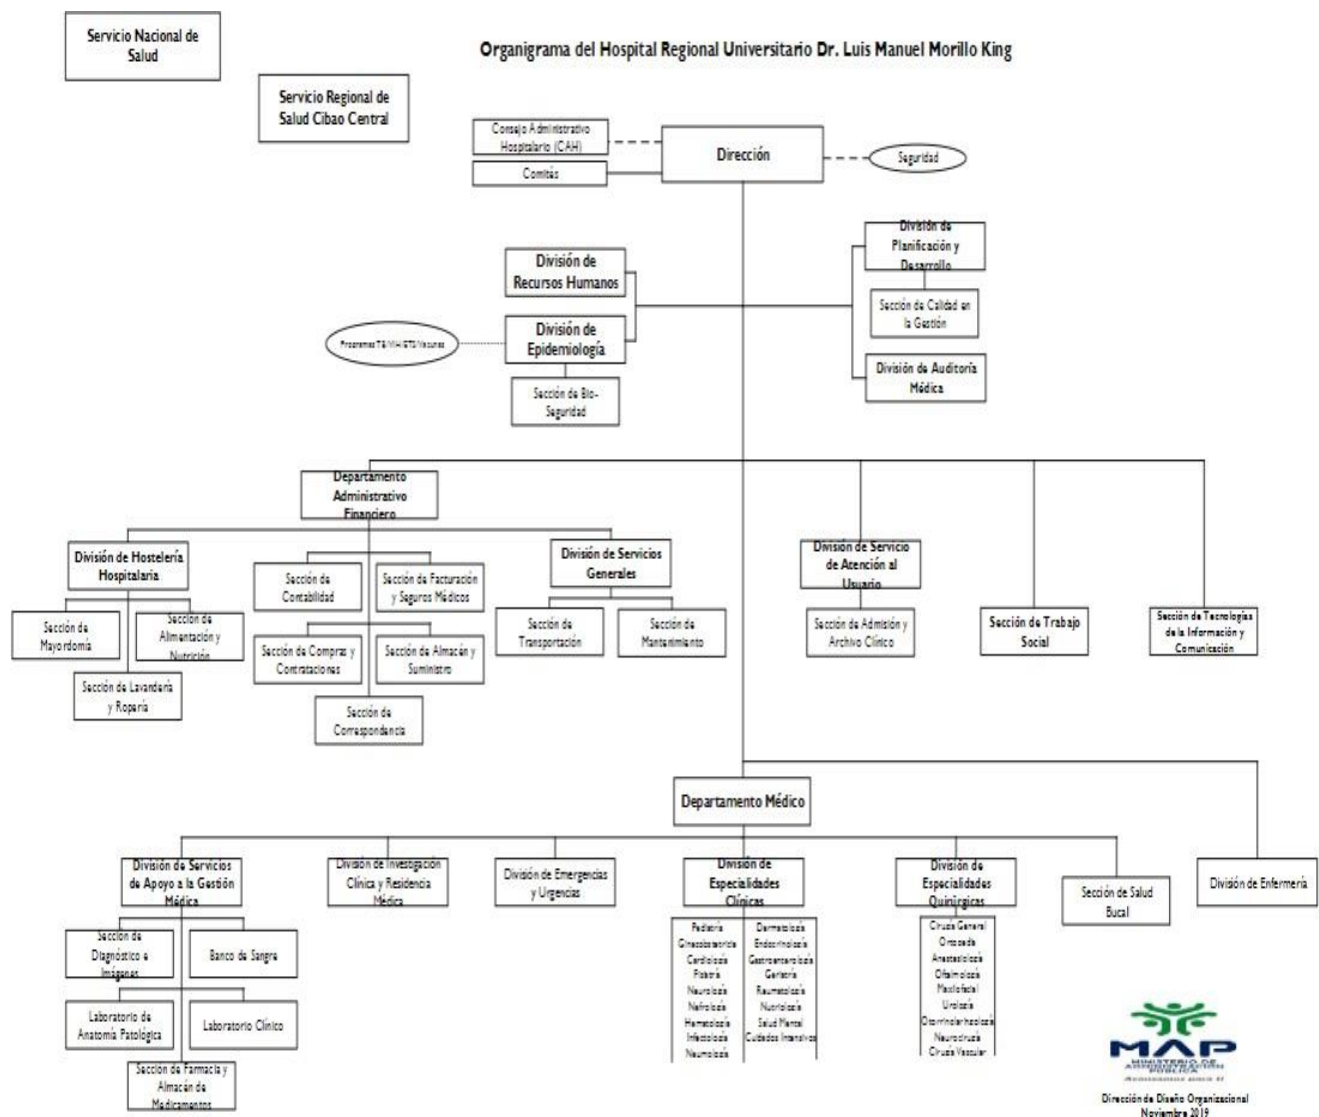 Servicio Nacional de
Salud
Organigrama del Hospital Regional Universitario Dr. Luis Manuel Morillo King
Servicio Regional de
Salud Cibao Central
Consejo Administrativo
Hospitalario (CAH)
Comités
Dirección
Seguridad
División de
Recursos Humanos
División de
Planificación y
Desarrollo
Sección de Calidad en
la Gestión
División de
Epidemiología
Sección de Bio-
Seguridad
División de Auditoría
Médica
Departamento
Administrativo
Financiero
División de Hostelería
Hospitalaria
Sección de
Mayordomía
Sección de
Alimentación y
Nutrición
Sección de Lavandería
y Ropería
Sección de
Contabilidad
Sección de Facturación
y Seguros Médicos
Sección de Compras y
Contrataciones
Sección de Almacén y
Suministro
Sección de
Correspondencia
División de Servicios
Generales
Sección de
Transportación
Sección de
Mantenimiento
División de Servicio
de Atención al
Usuario
Sección de Admisión y
Archivo Clínico
Sección de Trabajo
Social
Sección de Tecnologías
de la Información y
Comunicación
Departamento Médico
División de Servicios
de Apoyo a la Gestión
Médica
Sección de
Diagnóstico e
Imágenes
Banco de Sangre
Laboratorio de
Anatomía Patológica
Laboratorio Clínico
Sección de Farmacia y
Almacén de
Medicamentos
División de Investigación
Clínica y Residencia
Médica
División de Emergencias
y Urgencias
División de
Especialidades
Clínicas
Pediatría
Ginecobstetricia
Cardiología
Neurología
Nefrología
Hematología
Infectología
Neumología
Dermatología
Endocrinología
Gastroenterología
Geriatría
Reumatología
Nutriología
Salud Mental
Cuidados Intensivos
División de
Especialidades
Quirúrgicas
Cirugía General
Anestesiología
Oftalmología
Maxilofacial
Urología
Otorrinolaringología
Neurocirugía
Cirugía Vascular
Sección de Salud
Bucal
División de Enfermería
MAP
MINISTERIO DE
ADMINISTRACIÓN
PÚBLICA
Dirección de Diseño Organizacional
Noviembre 2019